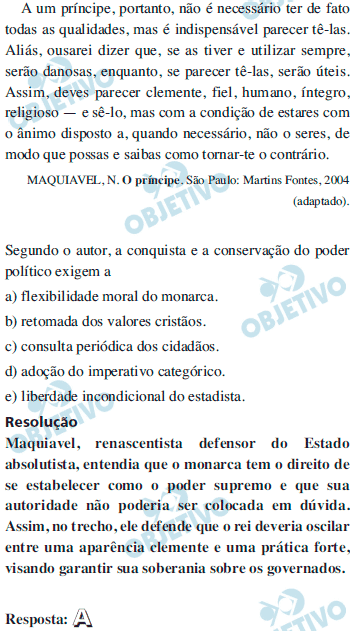 A um príncipe, portanto, não é necessário ter de fato
todas as qualidades, mas é indispensável parecer tê-las.
Aliás, ousarei dizer que, se as tiver e utilizar sempre,
serão danosas, enquanto, se parecer tê-las, serão úteis.
Assim, deves parecer clemente, fiel, humano, íntegro,
religioso — e sê-lo, mas com a condição de estares com
o ânimo disposto a, quando necessário, não o seres, de
modo que possas e saibas como tornar-te o contrário.
MAQUIAVEL, N. O príncipe. São Paulo: Martins Fontes, 2004
(adaptado).
Segundo o autor, a conquista e a conservação do poder
político exigem a
a) flexibilidade moral do monarca.
b) retomada dos valores cristãos.
c) consulta periódica dos cidadãos.
d) adoção do imperativo categórico.
e) liberdade incondicional do estadista.
Resolução
Maquiavel, renascentista defensor do Estado
absolutista, entendia que o monarca tem o direito de
se estabelecer como o poder supremo e que sua
autoridade não poderia ser colocada em dúvida.
Assim, no trecho, ele defende que o rei deveria oscilar
entre uma aparência clemente e uma prática forte,
visando garantir sua soberania sobre os governados.
Resposta: A
OBJETIVO
OBJETIVO
OBJETIVO
OBJETIVO
OBJETIVO
OBJETIVO
OBJETIVO